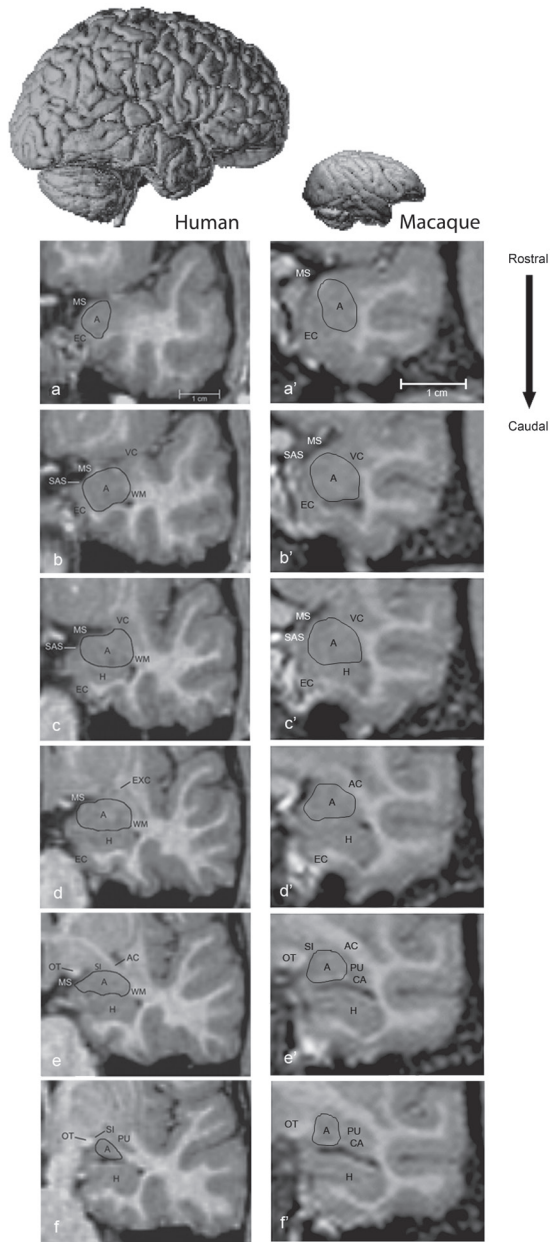 Human
Macaque
Rostral
Caudal
MS
A
EC
a
1 cm
MS
A
EC
a'
1 cm
VC
MS
SAS
A
WM
EC
b
MS
SAS
VC
A
EC
b'
VC
MS
SAS
A
WM
H
EC
c
MS
VC
SAS
A
H
EC
c'
EXC
MS
A
WM
H
EC
d
AC
A
H
EC
d'
AC
SI
OT
MS
A
WM
H
e
SI
AC
OT
A
PU
CA
H
e'
SI
OT
PU
A
H
f
OT
A
PU
CA
H
f'